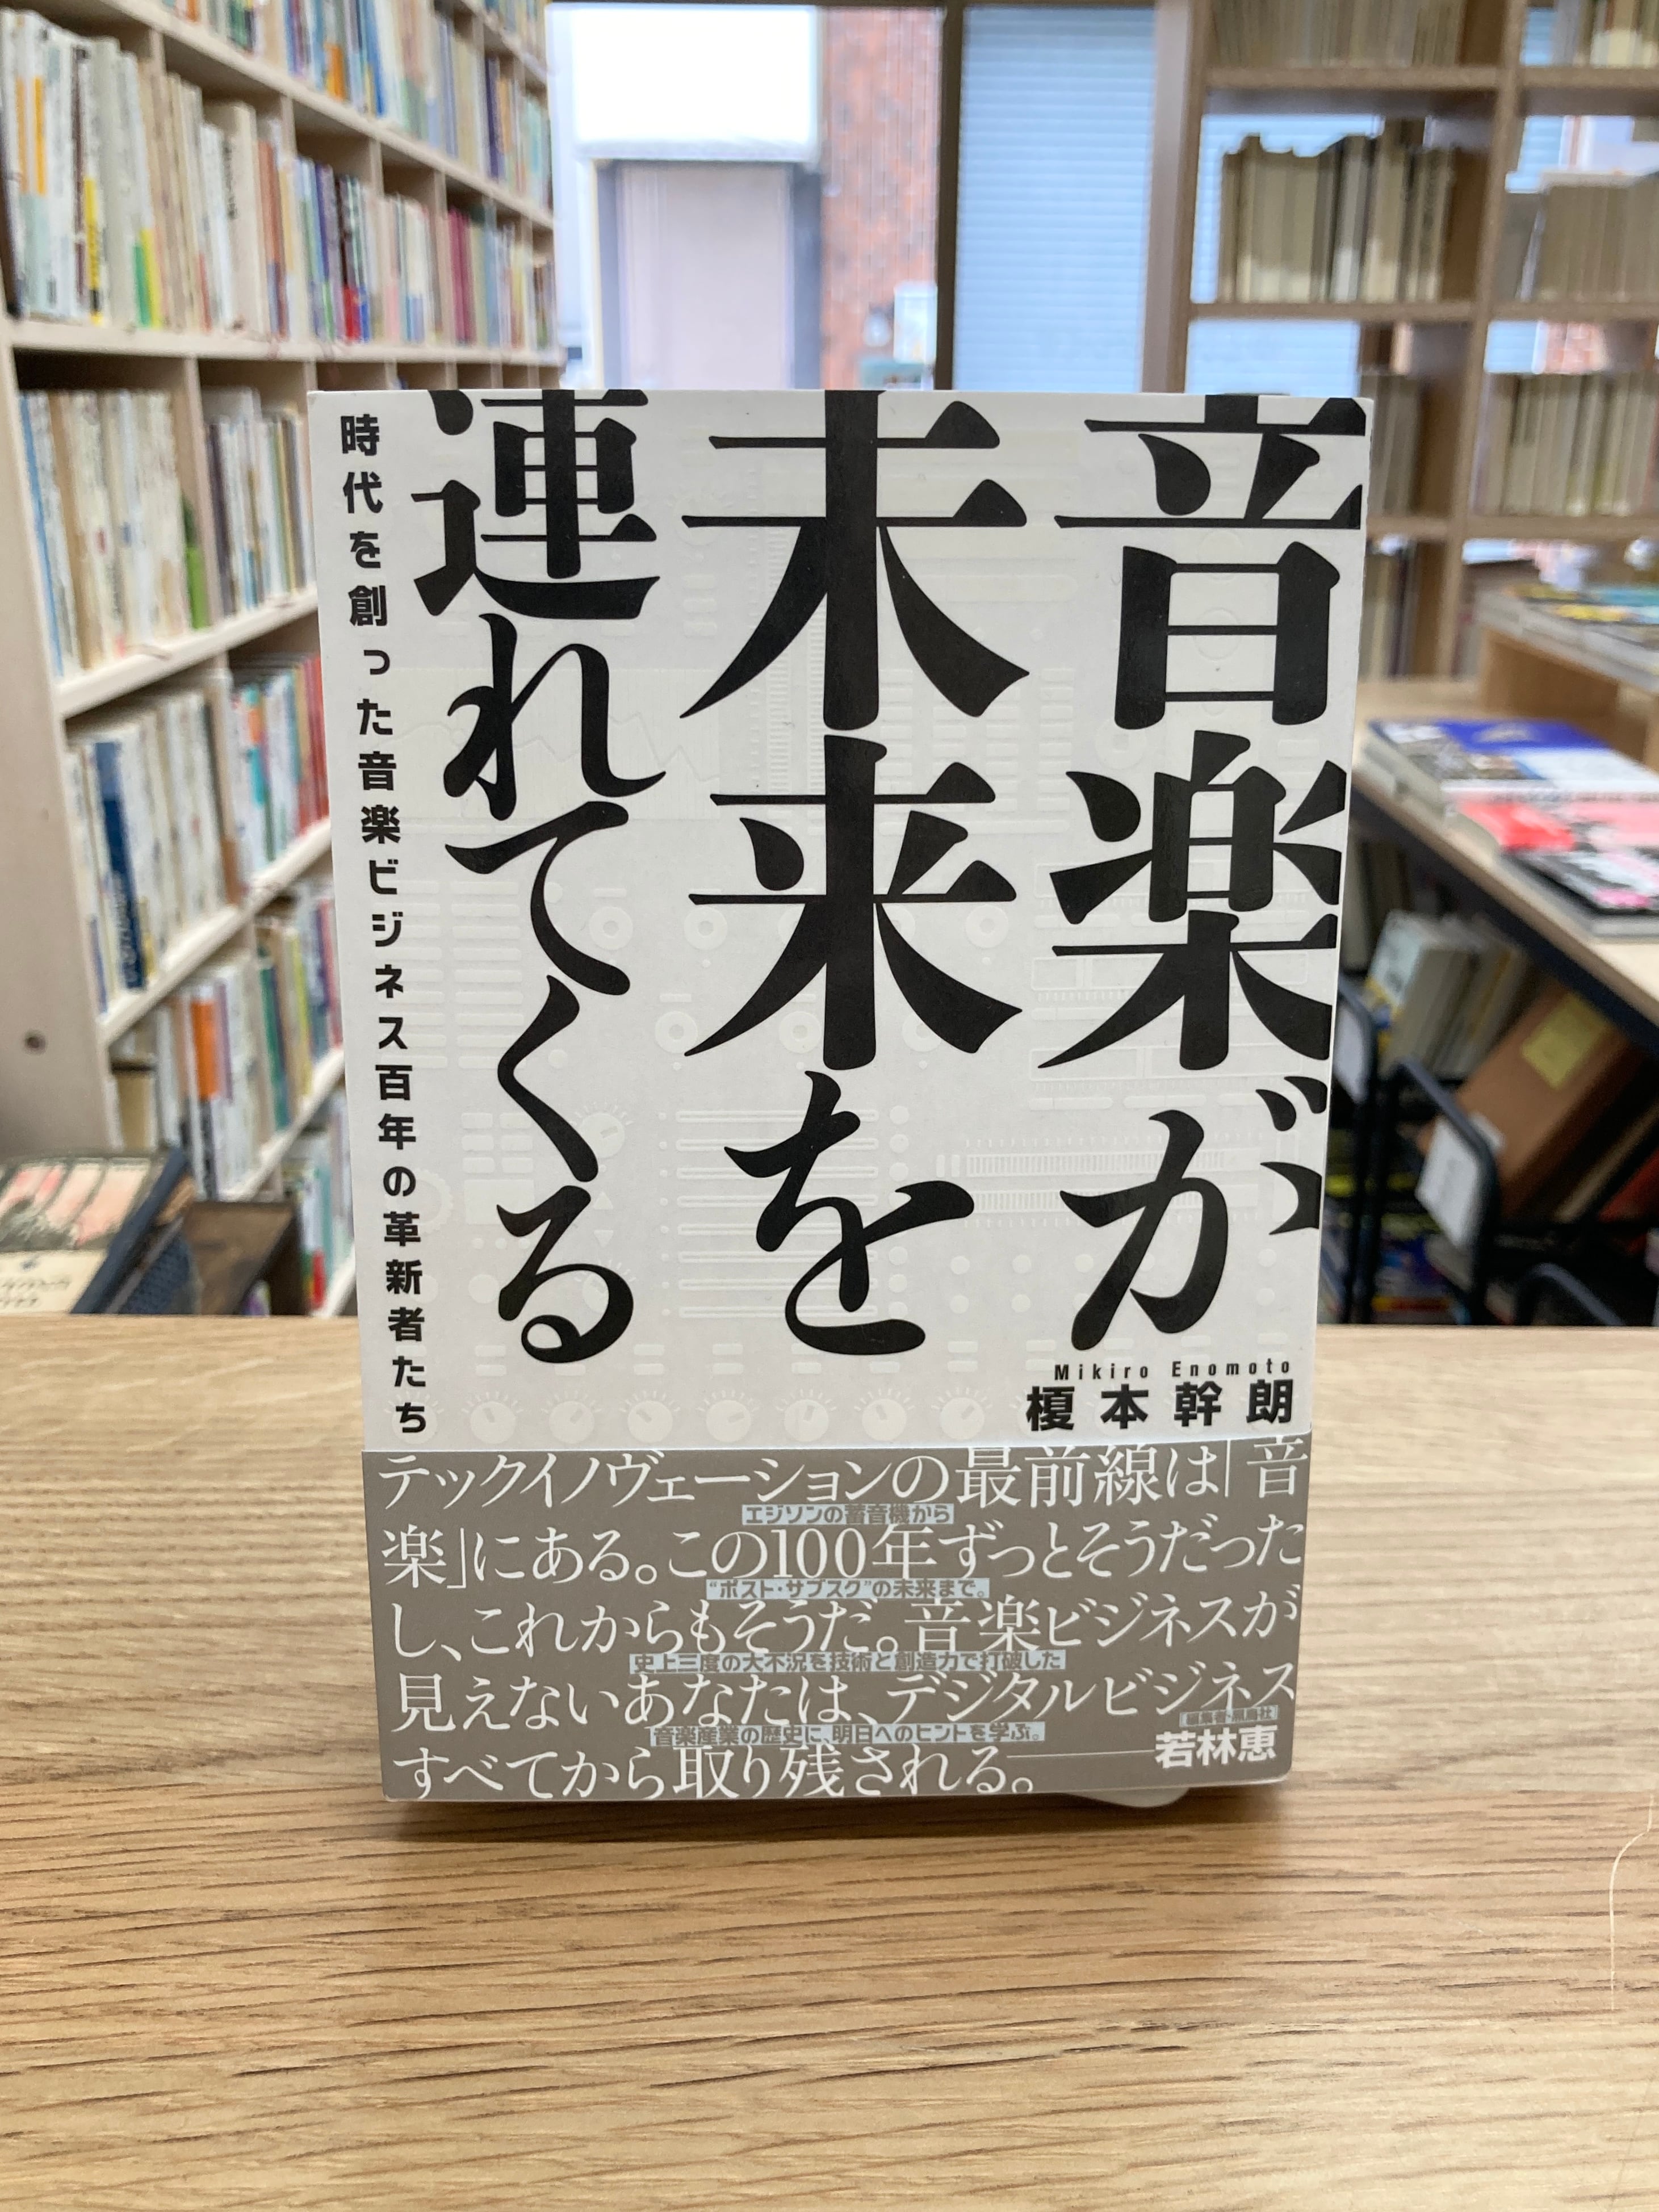 音楽が
未来を
連れてくる
時代を創った音楽ビジネス百年の革新者たち
Mikiro Enomoto
榎本幹朗
テックイノヴェーションの最前線は「音
エジソンの蓄音機から
楽」にある。この100年ずっとそうだった
“ポスト・サブスク”の未来まで。
し、これからもそうだ。音楽ビジネスが
史上三度の大不況を技術と創造力で打破した
見えないあなたは、デジタルビジネス
音楽産業の歴史に、明日へのヒントを学ぶ。
すべてから取り残される。
編集者・黒鳥社
若林恵